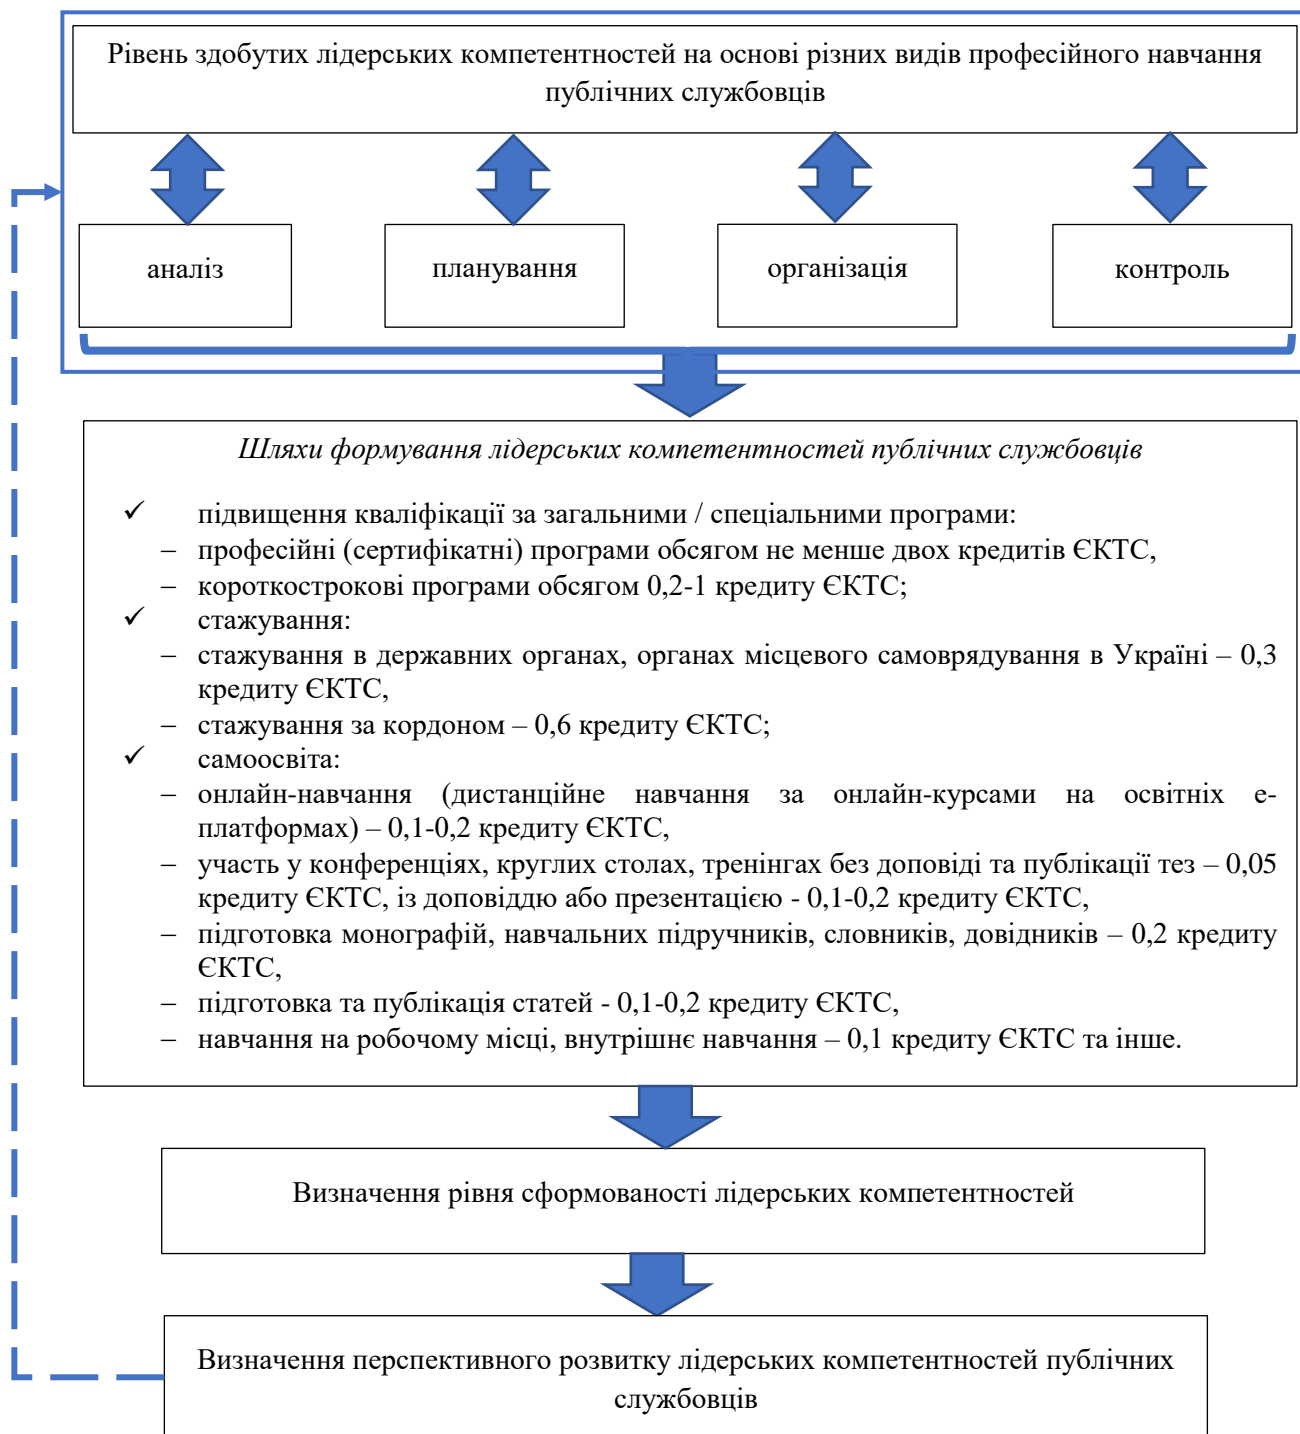 Рівень здобутих лідерських компетентностей на основі різних видів професійного навчання
публічних службовців
аналіз
планування
організація
контроль
Шляхи формування лідерських компетентностей публічних службовців
✓ підвищення кваліфікації за загальними / спеціальними програми:
– професійні (сертифікатні) програми обсягом не менше двох кредитів ЄКТС,
– короткострокові програми обсягом 0,2-1 кредиту ЄКТС;
✓ стажування:
– стажування в державних органах, органах місцевого самоврядування в Україні – 0,3
кредиту ЄКТС,
– стажування за кордоном – 0,6 кредиту ЄКТС;
✓ самоосвіта:
– онлайн-навчання (дистанційне навчання за онлайн-курсами на освітніх е-
платформах) – 0,1-0,2 кредиту ЄКТС,
– участь у конференціях, круглих столах, тренінгах без доповіді та публікації тез – 0,05
кредиту ЄКТС, із доповіддю або презентацією - 0,1-0,2 кредиту ЄКТС,
– підготовка монографій, навчальних підручників, словників, довідників – 0,2 кредиту
ЄКТС,
– підготовка та публікація статей - 0,1-0,2 кредиту ЄКТС,
– навчання на робочому місці, внутрішнє навчання – 0,1 кредиту ЄКТС та інше.
Визначення рівня сформованості лідерських компетентностей
Визначення перспективного розвитку лідерських компетентностей публічних
службовців